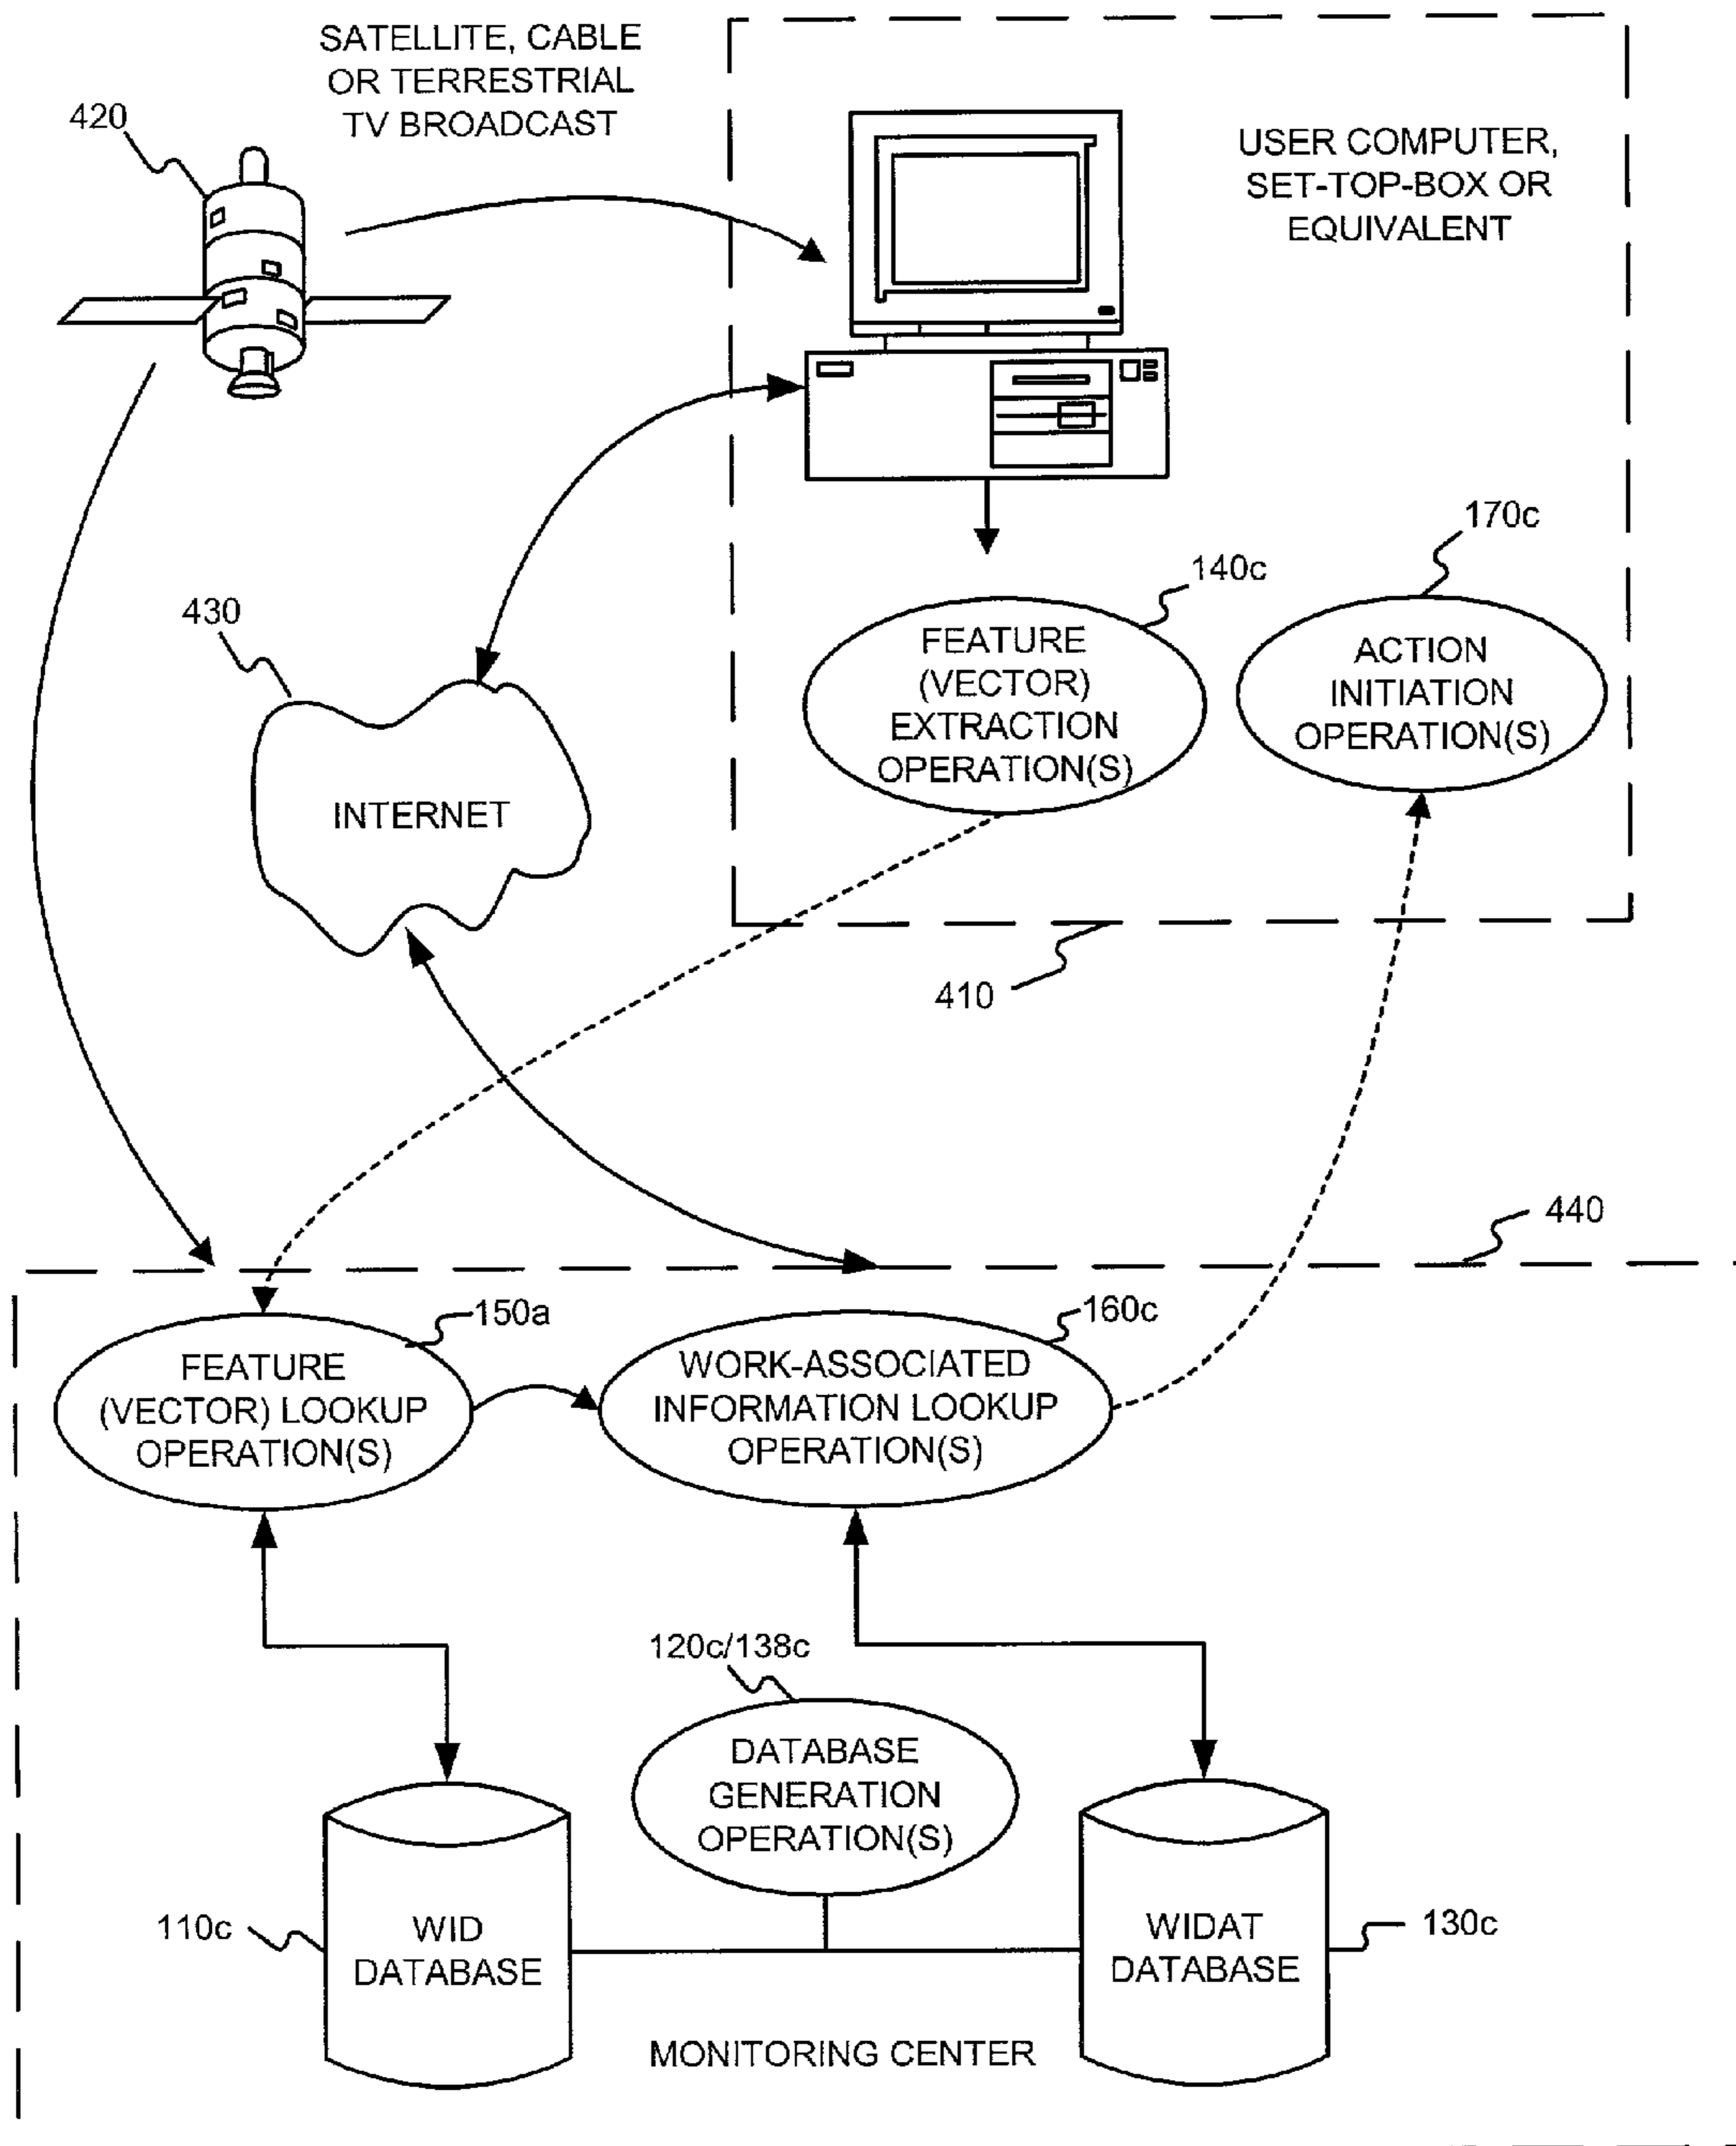 SATELLITE, CABLE
OR TERRESTRIAL
TV BROADCAST
420
USER COMPUTER,
SET-TOP-BOX OR
EQUIVALENT
170c
140c
430
FEATURE
(VECTOR)
EXTRACTION
OPERATION(S)
ACTION
INITIATION
OPERATION(S)
INTERNET
410
440
150a
160c
FEATURE
(VECTOR) LOOKUP
OPERATION(S)
WORK-ASSOCIATED
INFORMATION LOOKUP
OPERATION(S)
120c/138c
DATABASE
GENERATION
OPERATION(S)
110c
WID
DATABASE
WIDAT
DATABASE
130c
MONITORING CENTER